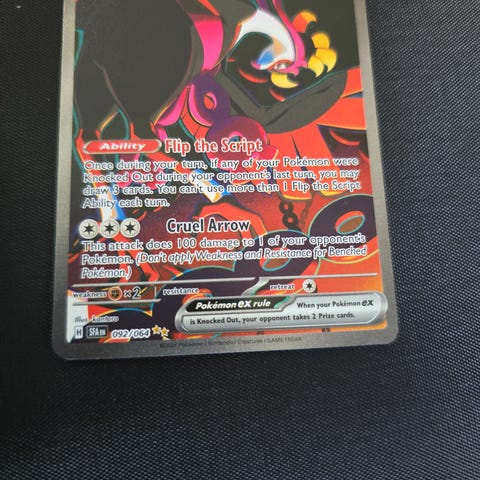 Ability Flip the Script
Once during your turn, if any of your Pokémon were
Knocked Out during your opponent's last turn, you may
draw 3 cards. You can't use more than 1 Flip the Script
Ability each turn.
Cruel Arrow
This attack does 100 damage to 1 of your opponent's
Pokémon. (Don't apply Weakness and Resistance for Benched
Pokémon.)
weakness ×2 resistance retreat
Pokémon ex rule When your Pokémon ex
is Knocked Out, your opponent takes 2 Prize cards.
Illus. kantaro
H SFA EN 092/064
©2024 Pokémon / Nintendo / Creatures / GAME FREAK